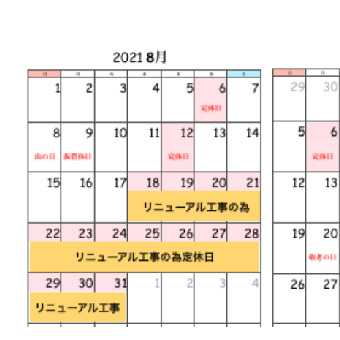 2021 8月
日 月 火 水 木 金 土
1 2 3 4 5 6 7
定休日
8 9 10 11 12 13 14
山の日 振替休日 定休日
15 16 17 18 19 20 21
リニューアル工事の為
22 23 24 25 26 27 28
リニューアル工事の為定休日
29 30 31 1 2 3 4
リニューアル工事
日 月
29 30
5 6
定休日
12 13
19 20
敬老の日
26 27